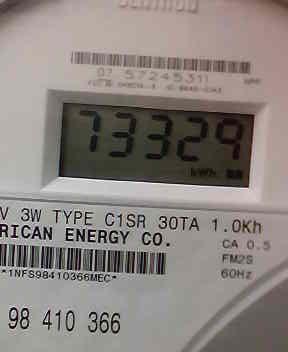 CENTRON
07 57245311
73329
kWh
V 3W TYPE C1SR 30TA 1.0Kh
RICAN ENERGY CO.
CA 0.5
FM2S
60Hz
*1NFS98410366MEC*
98 410 366